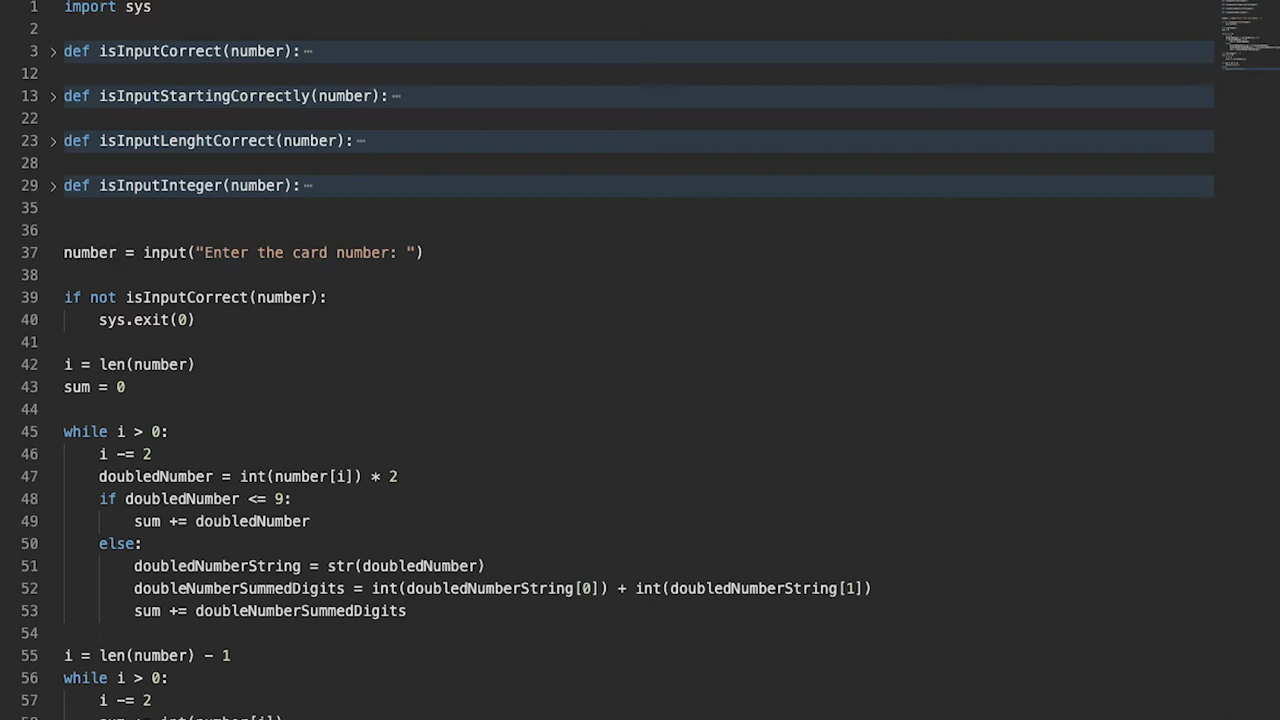 1 import sys
2
3 def isInputCorrect(number): ⋯
12
13 def isInputStartingCorrectly(number): ⋯
22
23 def isInputLenghtCorrect(number): ⋯
28
29 def isInputInteger(number): ⋯
35
36
37 number = input("Enter the card number: ")
38
39 if not isInputCorrect(number):
40     sys.exit(0)
41
42 i = len(number)
43 sum = 0
44
45 while i > 0:
46     i -= 2
47     doubledNumber = int(number[i]) * 2
48     if doubledNumber <= 9:
49         sum += doubledNumber
50     else:
51         doubledNumberString = str(doubledNumber)
52         doubleNumberSummedDigits = int(doubledNumberString[0]) + int(doubledNumberString[1])
53         sum += doubleNumberSummedDigits
54
55 i = len(number) - 1
56 while i > 0:
57     i -= 2
58     sum += int(number[i])